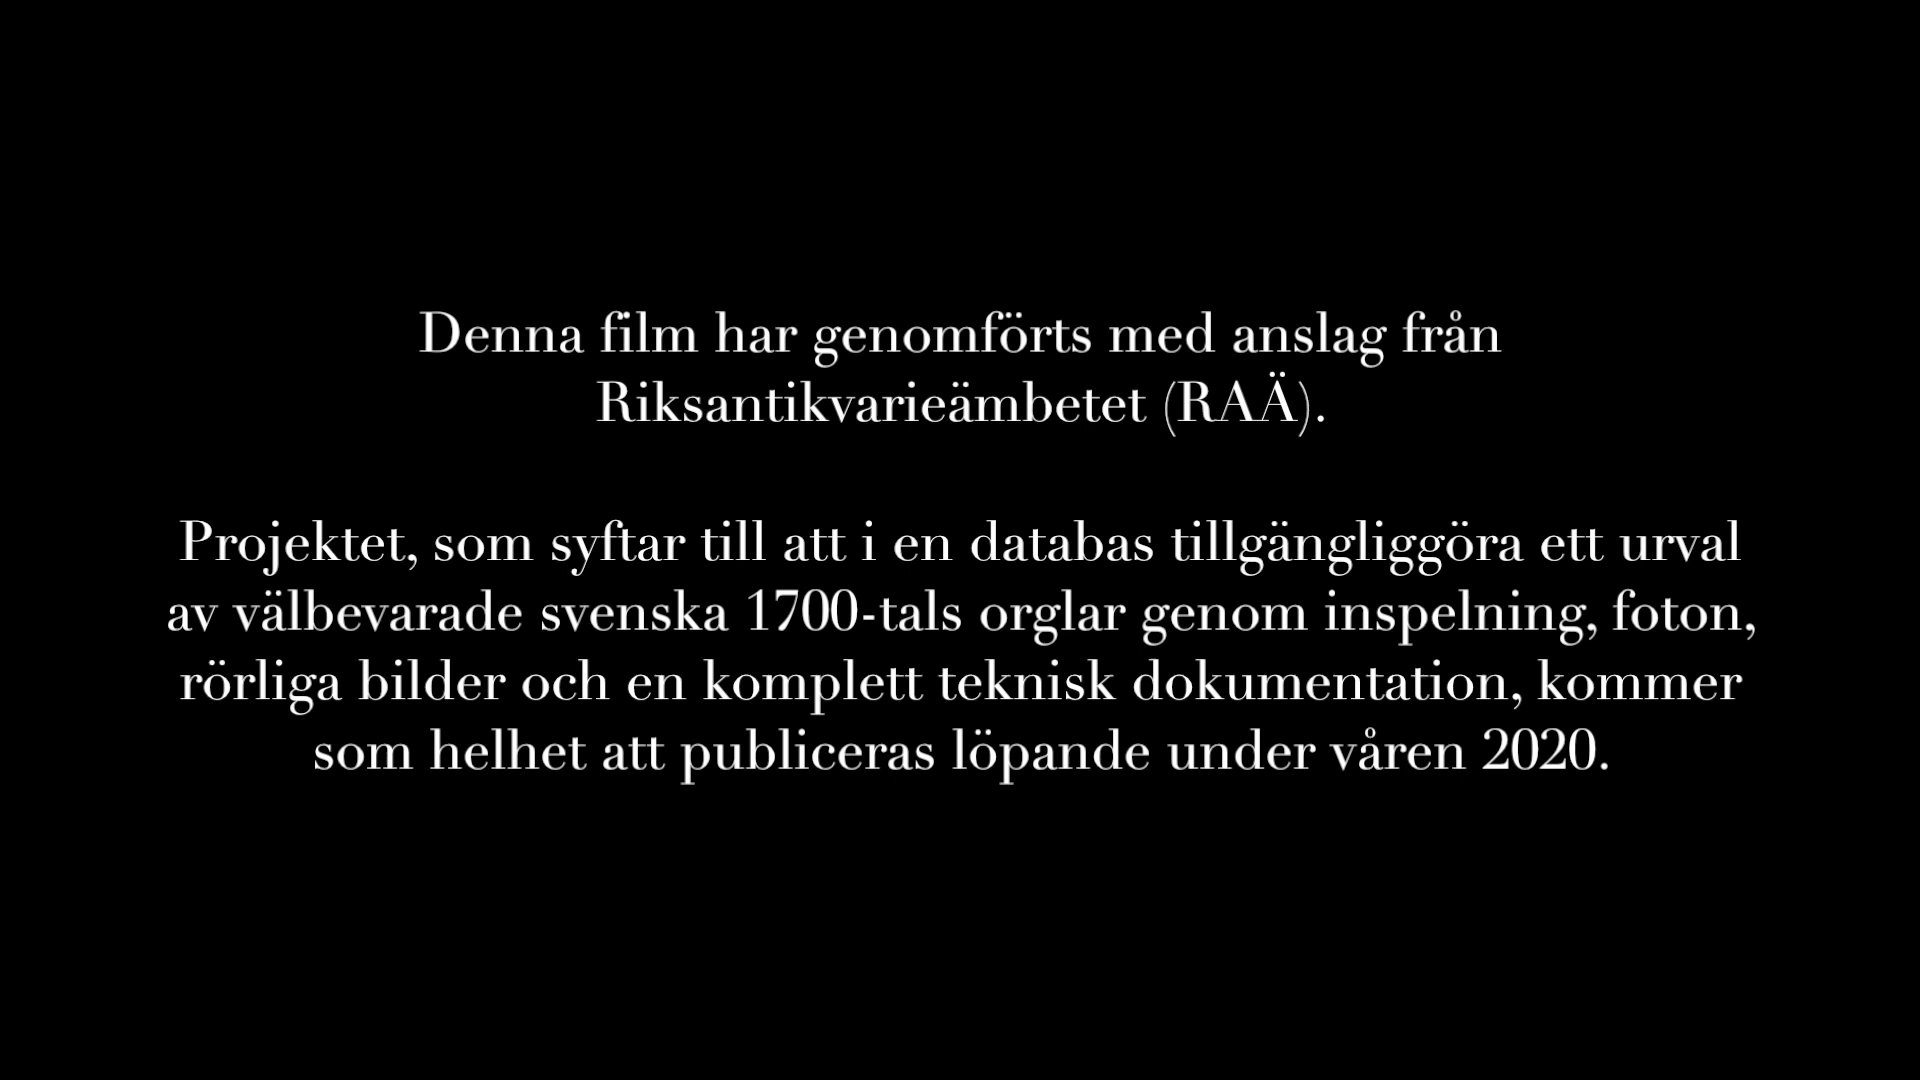 Denna film har genomförts med anslag från
Riksantikvarieämbetet (RAÄ).
Projektet, som syftar till att i en databas tillgängliggöra ett urval
av välbevarade svenska 1700-tals orglar genom inspelning, foton,
rörliga bilder och en komplett teknisk dokumentation, kommer
som helhet att publiceras löpande under våren 2020.